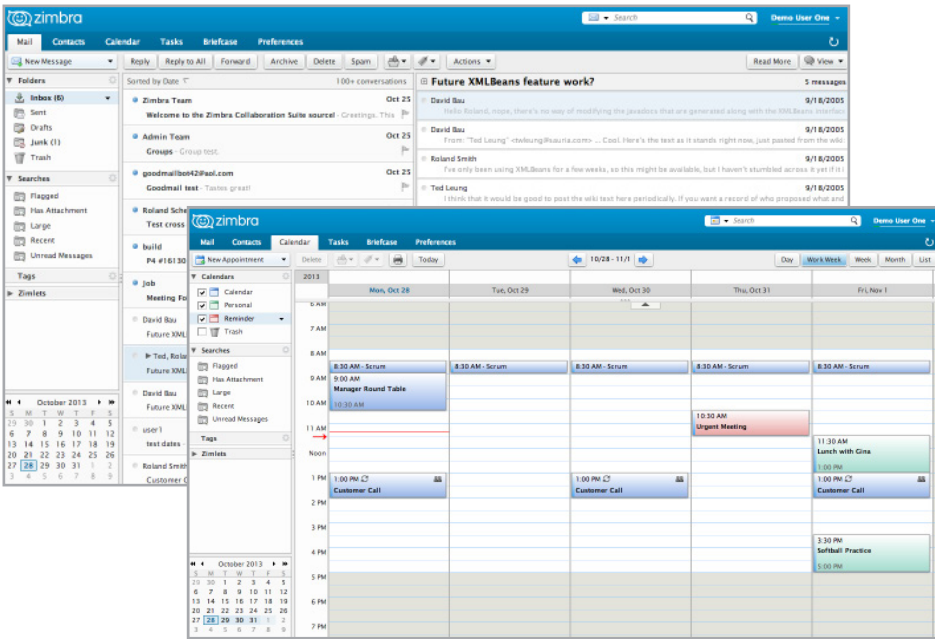 zimbra
Search
Demo User One
Mail Contacts Calendar Tasks Briefcase Preferences
New Message Reply Reply to All Forward Archive Delete Spam Actions Read More View
Folders
Inbox (6)
Sent
Drafts
Junk (1)
Trash
Searches
Flagged
Has Attachment
Large
Recent
Unread Messages
Tags
Zimlets
October 2013
S M T W T F S
29 30 1 2 3 4 5
6 7 8 9 10 11 12
13 14 15 16 17 18 19
20 21 22 23 24 25 26
27 28 29 30 31 1 2
3 4 5 6 7 8 9
Sorted by Date 100+ conversations
Zimbra Team Oct 25
Welcome to the Zimbra Collaboration Suite source! - Greetings. This
Admin Team Oct 25
Groups - Group test.
goodmailbot42@aol.com Oct 25
Goodmail test - Tastes great!
Roland Sche
Test cross
build
P4 #16130
Job
Meeting Fo
David Bau
Future XML
Ted, Rola
Future XML
David Bau
Future XML
user1
test dates -
Roland Smith
Customer C
Future XMLBeans feature work? 5 messages
David Bau 9/18/2005
Hello Roland, nope, there's no way of modifying the javadocs that are generated along with the XMLBeans interface
David Bau 9/18/2005
From: "Ted Leung" <twleung@sauria.com> ... Cool. Here's the text as it stands right now, just pasted from the wiki.
Roland Smith 9/18/2005
I've only been using XMLBeans for a few weeks, so this might be available, but I haven't stumbled across it yet if i
Ted Leung 9/18/2005
I think that it would be good to post the wiki text here periodically. If you want a record of who proposed what and
zimbra
Search
Demo User One
Mail Contacts Calendar Tasks Briefcase Preferences
New Appointment Delete Today 10/28 - 11/1 Day Work Week Week Month List
Calendars
Calendar
Personal
Reminder
Trash
Searches
Flagged
Has Attachment
Large
Recent
Unread Messages
Tags
Zimlets
October 2013
S M T W T F S
29 30 1 2 3 4 5
6 7 8 9 10 11 12
13 14 15 16 17 18 19
20 21 22 23 24 25 26
27 28 29 30 31 1 2
3 4 5 6 7 8 9
2013
Mon, Oct 28 Tue, Oct 29 Wed, Oct 30 Thu, Oct 31 Fri, Nov 1
6 AM
7 AM
8 AM
8:30 AM - Scrum 8:30 AM - Scrum 8:30 AM - Scrum 8:30 AM - Scrum 8:30 AM - Scrum
9 AM 9:00 AM
Manager Round Table
10 AM 10:30 AM
10:30 AM
Urgent Meeting
11 AM
11:30 AM
Lunch with Gina
Noon
1:00 PM
1 PM 1:00 PM 1:00 PM 1:00 PM
Customer Call Customer Call Customer Call
2 PM
3 PM
3:30 PM
Softball Practice
4 PM
5:00 PM
5 PM
6 PM
7 PM